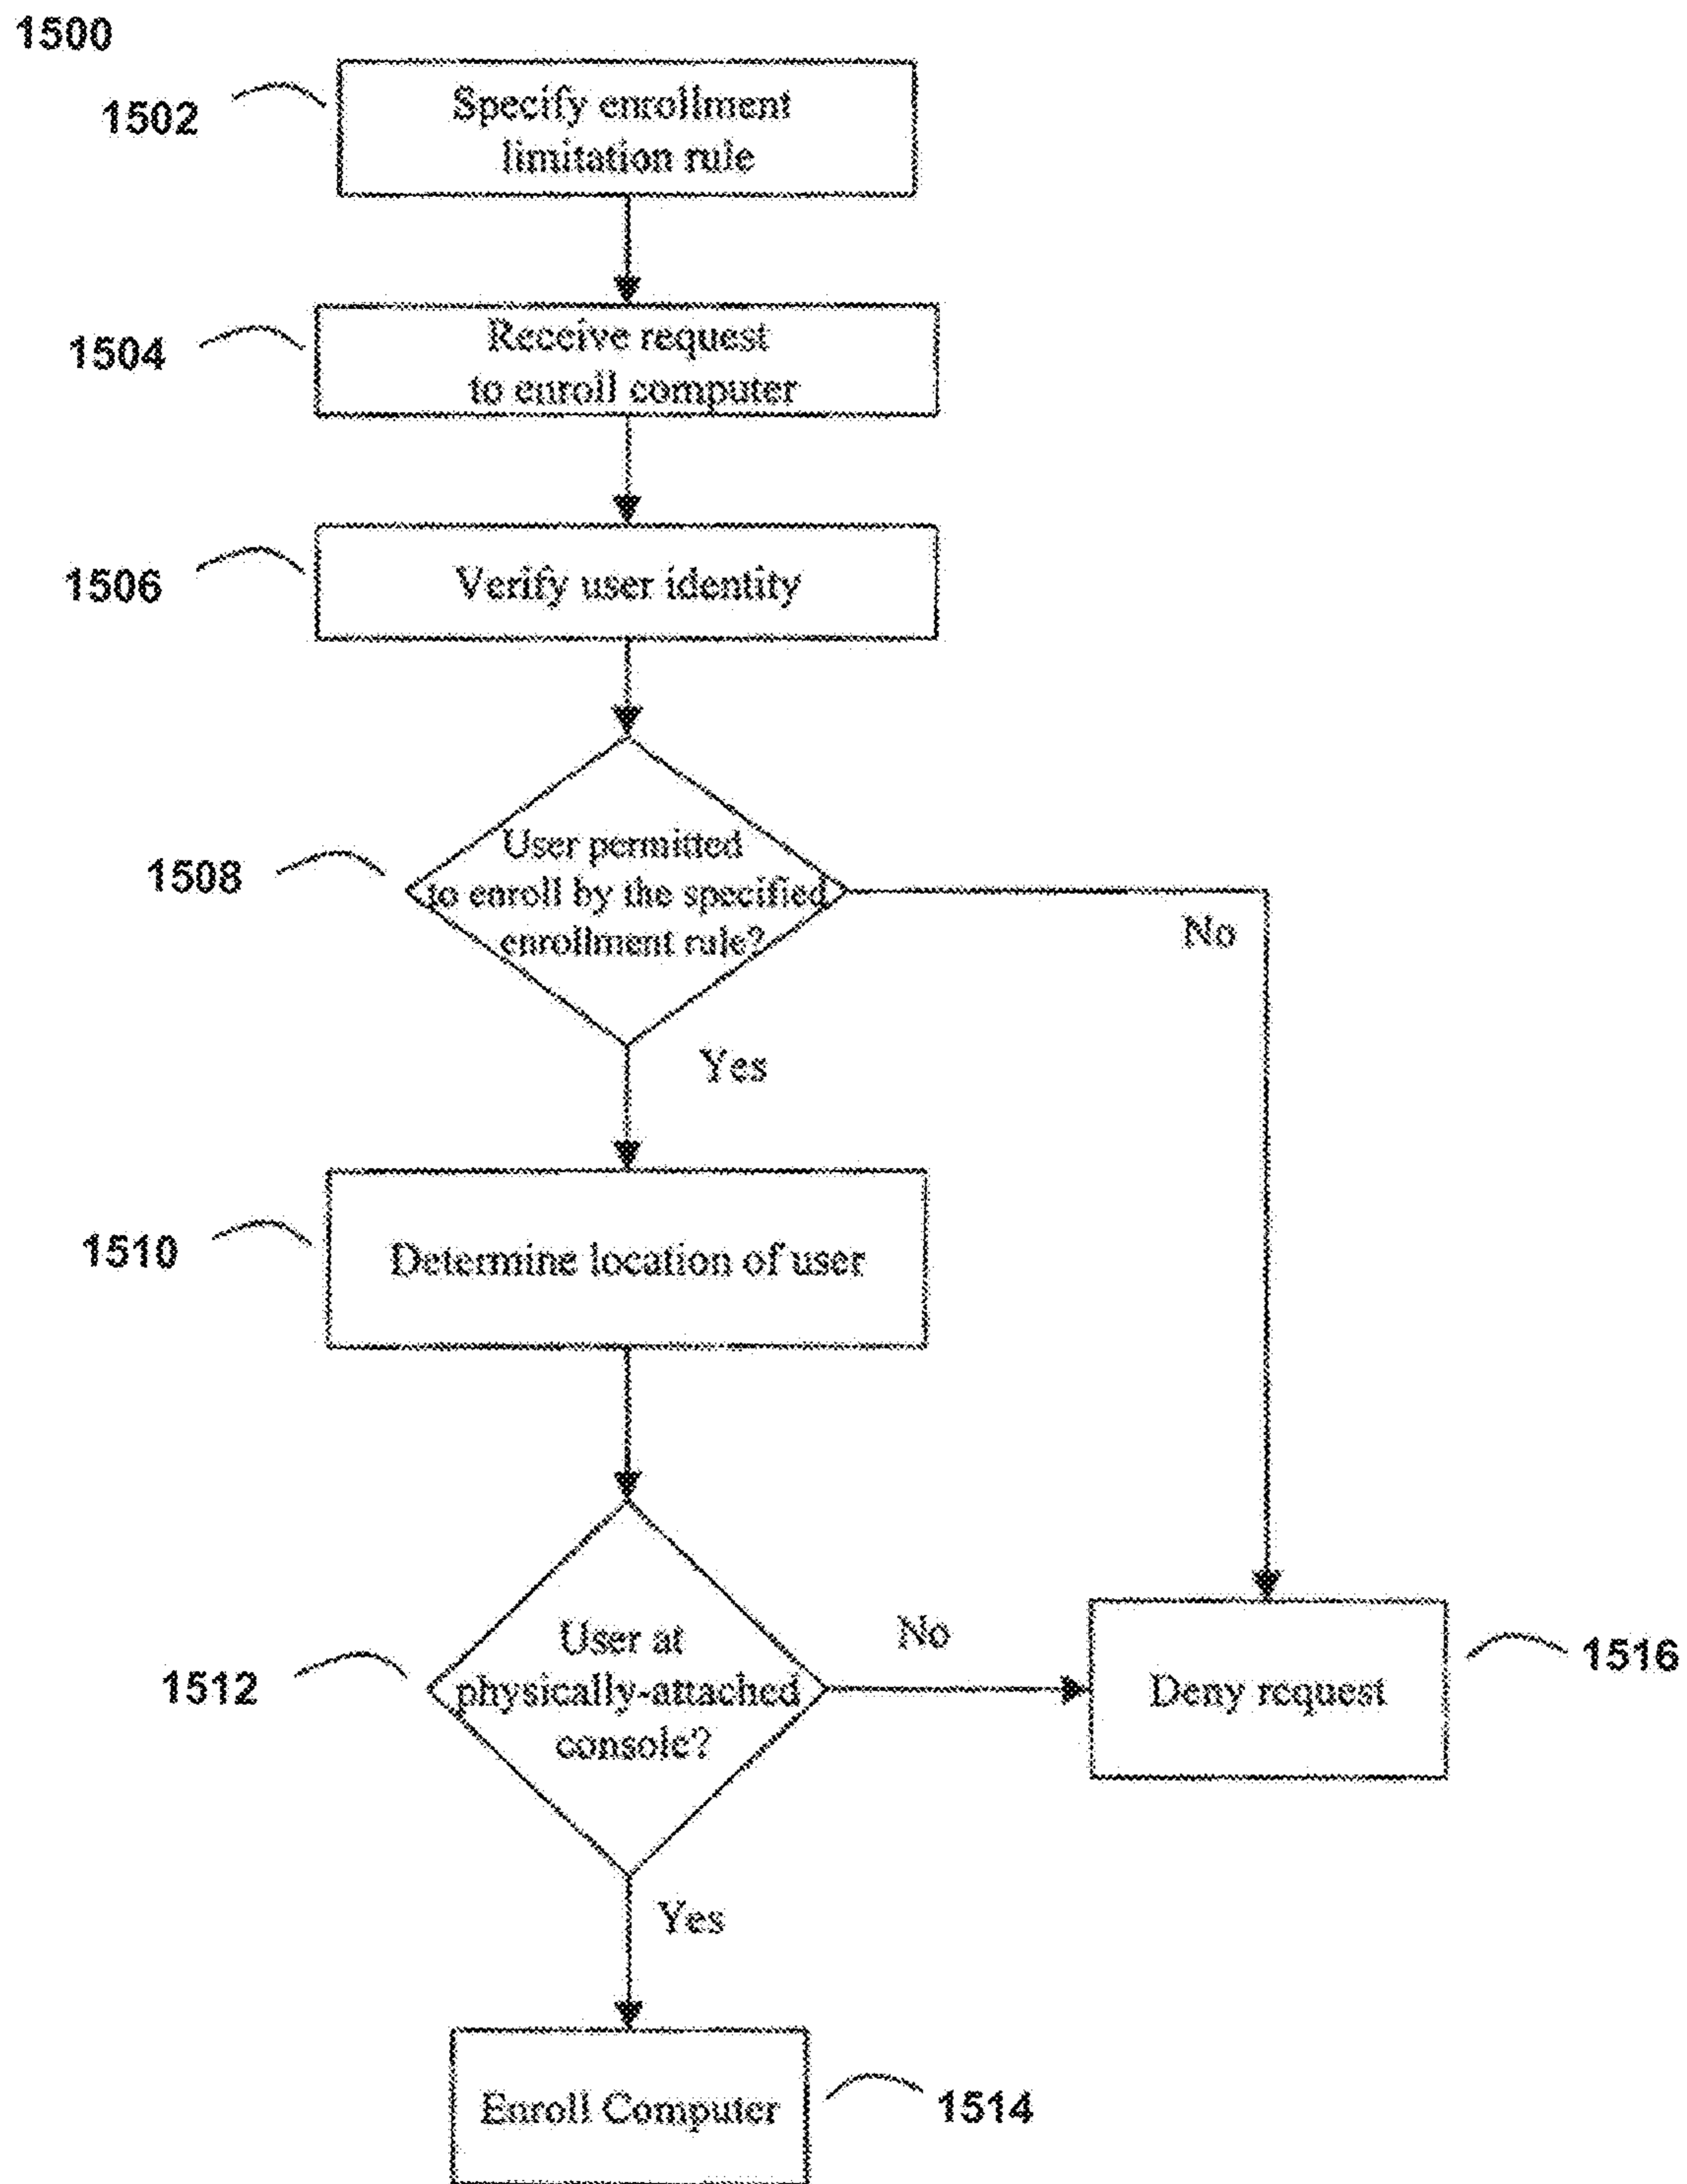 1500
1502
Specify enrollment
limitation rule
1504
Receive request
to enroll computer
1506
Verify user identity
1508
User permitted
to enroll by the specified
enrollment rule?
No
Yes
1510
Determine location of user
1512
User at
physically-attached
console?
No
Deny request
1516
Yes
Enroll Computer
1514